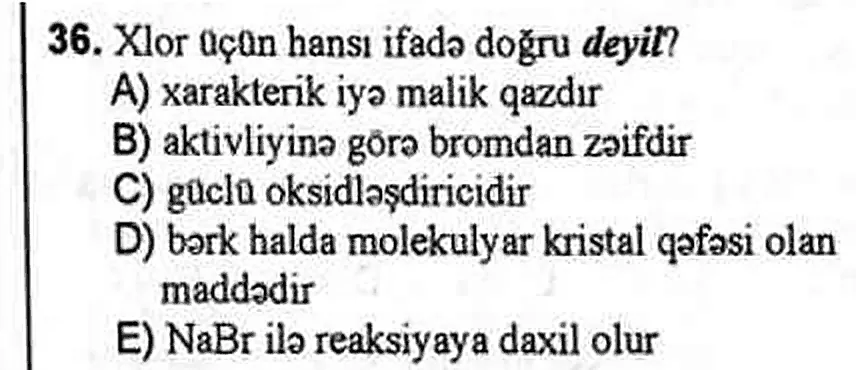 36. Xlor üçün hansı ifadə doğru deyil?
A) xarakterik iyə malik qazdır
B) aktivliyinə görə bromdan zəifdir
C) güclü oksidləşdiricidir
D) bərk halda molekulyar kristal qəfəsi olan
maddədir
E) NaBr ilə reaksiyaya daxil olur